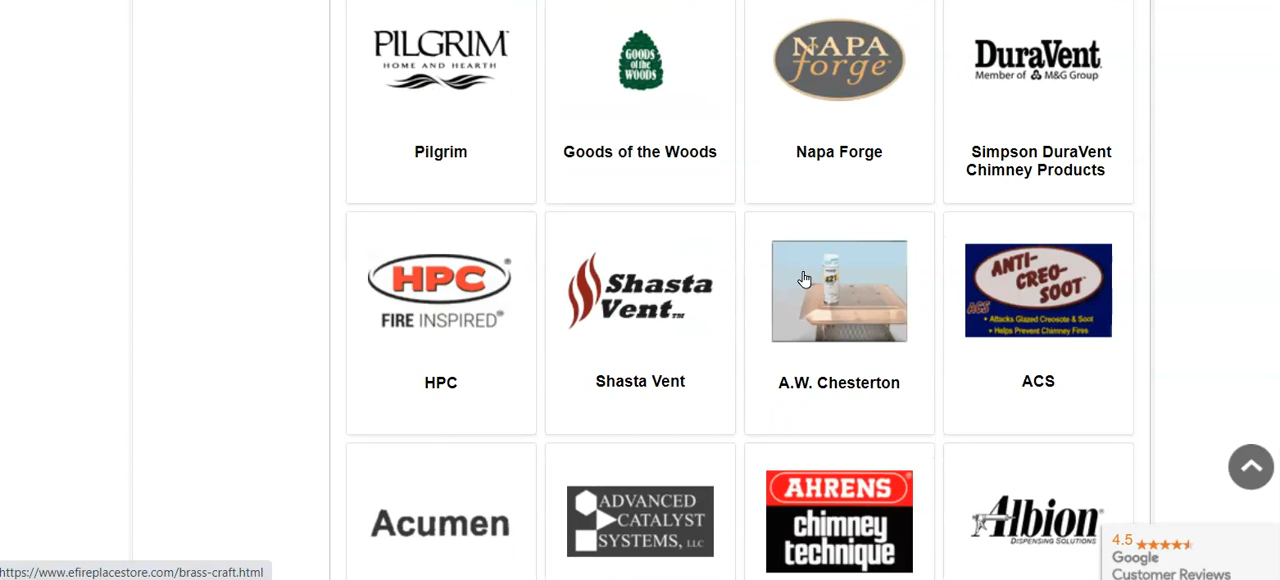 PILGRIM
HOME AND HEARTH
GOODS
of the
WOODS
NAPA
forge
DuraVent
Member of M&G Group
Pilgrim
Goods of the Woods
Napa Forge
Simpson DuraVent
Chimney Products
HPC
FIRE INSPIRED
Shasta
Vent™
ANTI-
CREO-
SOOT
ACS
• Attacks Glazed Creosote & Soot
• Helps Prevent Chimney Fires
HPC
Shasta Vent
A.W. Chesterton
ACS
Acumen
ADVANCED
CATALYST
SYSTEMS, LLC
AHRENS
chimney
technique
Albion
DISPENSING SOLUTIONS
4.5
Google
Customer Reviews
https://www.efireplacestore.com/brass-craft.html